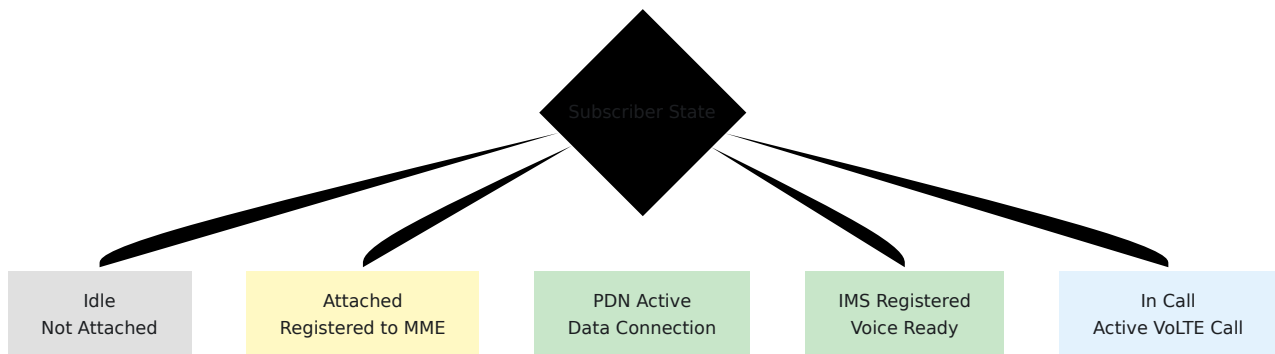 Subscriber State
Idle
Not Attached
Attached
Registered to MME
PDN Active
Data Connection
IMS Registered
Voice Ready
In Call
Active VoLTE Call